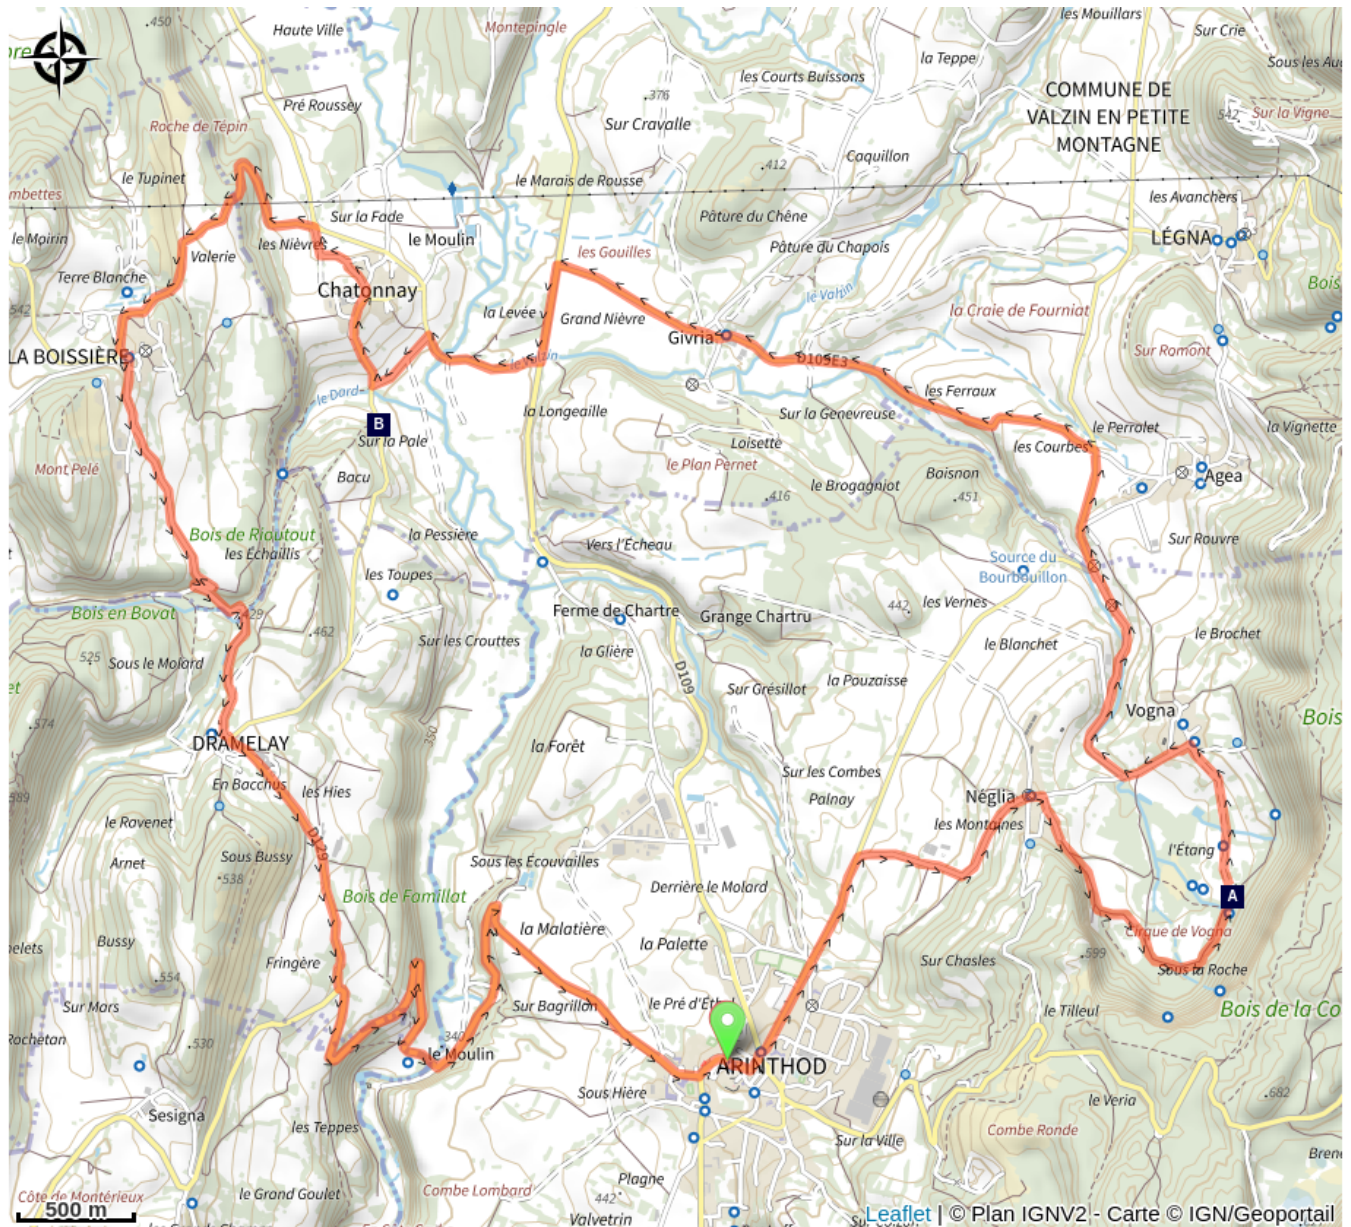 .450
Haute Ville
Montepingle
les Mouillars
Sur Crie
la Teppe
Sous les Au
les Courts Buissons
Pré Roussey
.376
COMMUNE DE
VALZIN EN PETITE
MONTAGNE
542
Sur la Vigne
Roche de Tépin
Sur Cravalle
Caquillon
.412
le Tupinet
le Marais de Rousse
mbettes
les Avanchers
Sur la Fade
Pâture du Chêne
le Moirin
les Nièvres
le Moulin
LÉGNA
Valerie
les Gouilles
Pâture du Chapois
Terre Blanche
Chatonnay
le Valzin
Bois
542
la Levée
Grand Nièvre
la Craie de Fourniat
Givria
LA BOISSIÈRE
le Valzin
D105E3
Sur Romont
le Dard
les Ferraux
la Longeaille
Sur la Genevreuse
B
Sur la Pale
Loisette
le Perralet
la Vignette
les Courbes
Mont Pelé
Bacu
le Plan Pernet
Boisnon
Agea
le Brogagniot
.416
.451
Bois de Rioutout
la Pessière
les Échaillis
Vers l'Écheau
Sur Rouvre
Source du
Bourbouillon
les Toupes
Bois en Bovat
429
Ferme de Chartre
Grange Chartru
442
les Vernes
.462
Sur les Crouttes
le Brochet
525
Sous le Molard
la Glière
le Blanchet
D109
Sur Grésillot
la Pouzaisse
et
.574
Vogna
Bois
350
DRAMELAY
la Forêt
Sur les Combes
En Bacchus
les Hies
Palnay
Néglia
589
le Ravenet
les Montaines
D129
Arnet
Sous Bussy
Sous les Écouvailles
l'Étang
.538
Derrière le Molard
Bois de Famillat
A
la Malatière
Cirque de Vogna
pelets
Bussy
la Palette
.599
Fringère
Sur Chasles
Sous la Roche
.554
Sur Mars
Sur Bagrillon
le Pré d'Éthel
le Tilleul
Bois de la Co
Rochetan
.530
340
le Moulin
ARINTHOD
Sous Hière
.682
Sesigna
le Veria
les Teppes
Sur la Ville
Combe Ronde
Plagne
Brene
Côte de Montérieux
le Grand Goulet
Combe Lombard
442
500 m
Valvetrin
Leaflet | © Plan IGNV2 - Carte © IGN/Geoportail